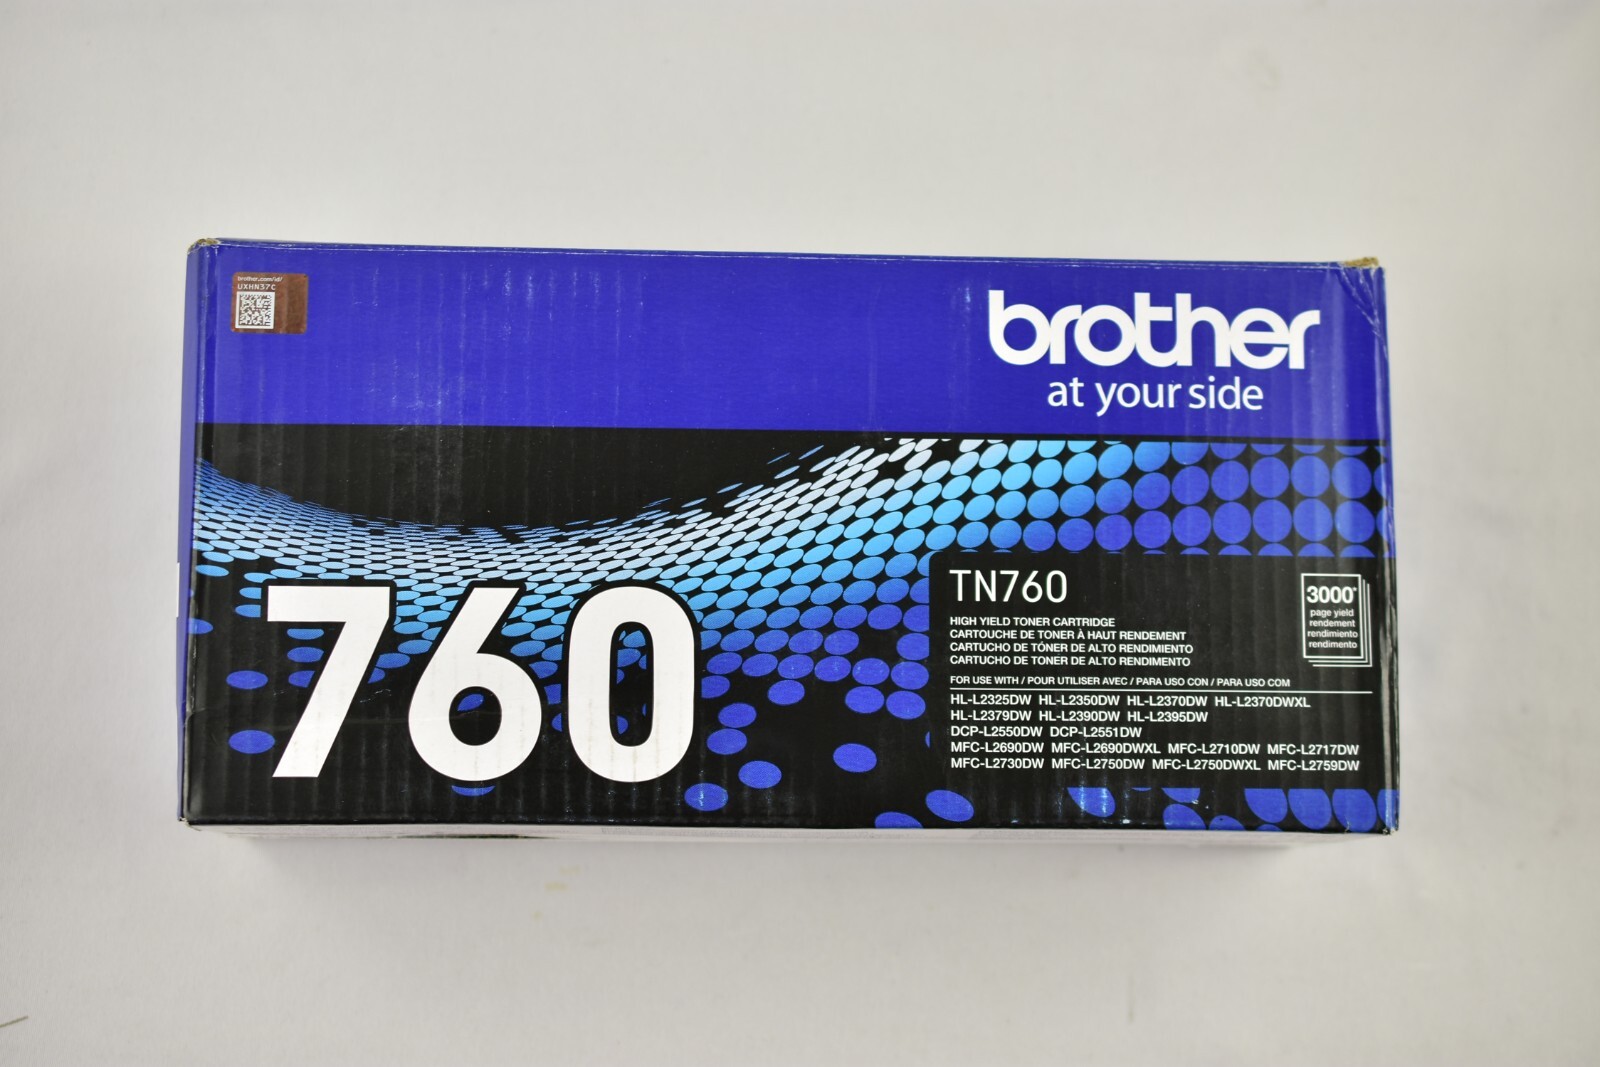 brother.com/id/
UXHN37C
brother
at your side
760
TN760
HIGH YIELD TONER CARTRIDGE
CARTOUCHE DE TONER À HAUT RENDEMENT
CARTUCHO DE TÓNER DE ALTO RENDIMIENTO
CARTUCHO DE TONER DE ALTO RENDIMENTO
3000*
page yield
rendement
rendimiento
rendimento
FOR USE WITH / POUR UTILISER AVEC / PARA USO CON / PARA USO COM
HL-L2325DW HL-L2350DW HL-L2370DW HL-L2370DWXL
HL-L2379DW HL-L2390DW HL-L2395DW
DCP-L2550DW DCP-L2551DW
MFC-L2690DW MFC-L2690DWXL MFC-L2710DW MFC-L2717DW
MFC-L2730DW MFC-L2750DW MFC-L2750DWXL MFC-L2759DW